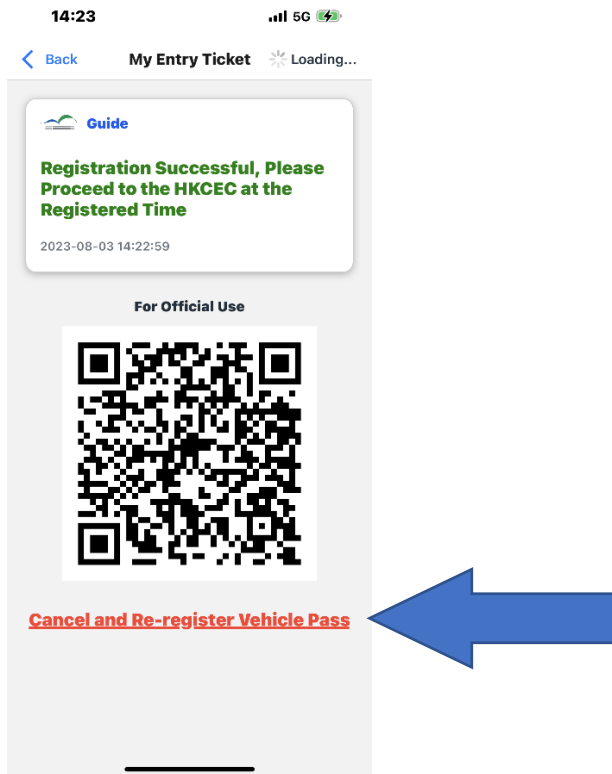 14:23
5G
Back
My Entry Ticket
Loading...
Guide
Registration Successful, Please
Proceed to the HKCEC at the
Registered Time
2023-08-03 14:22:59
For Official Use
Cancel and Re-register Vehicle Pass